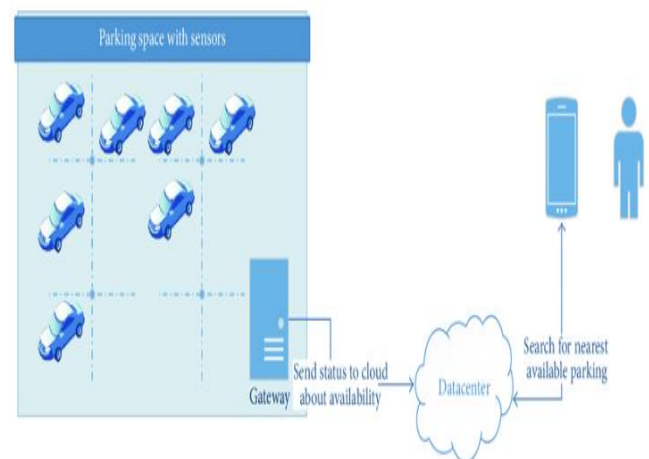 Parking space with sensors
Gateway
Send status to cloud
about availability
Datacenter
Search for nearest
available parking